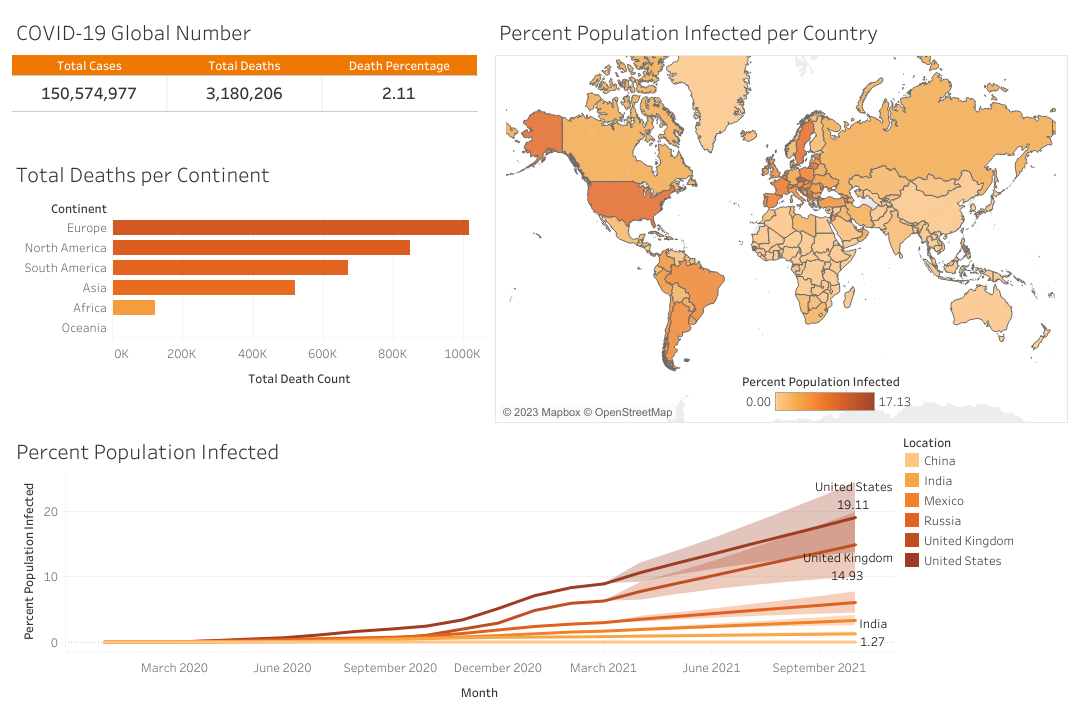 COVID-19 Global Number
Total Cases Total Deaths Death Percentage
150,574,977 3,180,206 2.11
Total Deaths per Continent
Continent
Europe
North America
South America
Asia
Africa
Oceania
0K 200K 400K 600K 800K 1000K
Total Death Count
Percent Population Infected per Country
Percent Population Infected
0.00 17.13
© 2023 Mapbox © OpenStreetMap
Percent Population Infected
Percent Population Infected
20
10
0
United States
19.11
United Kingdom
14.93
India
1.27
March 2020 June 2020 September 2020 December 2020 March 2021 June 2021 September 2021
Month
Location
China
India
Mexico
Russia
United Kingdom
United States